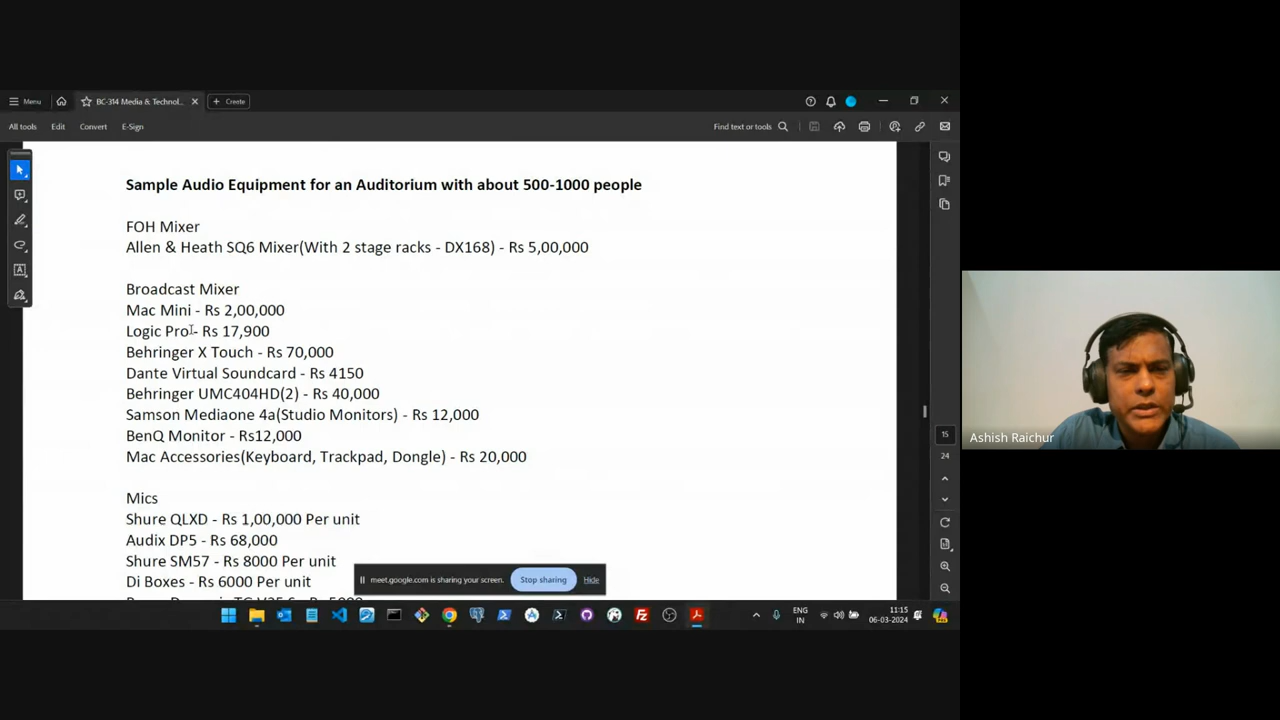 Menu
BC-314 Media & Technol...
Create
All tools
Edit
Convert
E-Sign
Find text or tools
Sample Audio Equipment for an Auditorium with about 500-1000 people
FOH Mixer
Allen & Heath SQ6 Mixer(With 2 stage racks - DX168) - Rs 5,00,000
Broadcast Mixer
Mac Mini - Rs 2,00,000
Logic Pro - Rs 17,900
Behringer X Touch - Rs 70,000
Dante Virtual Soundcard - Rs 4150
Behringer UMC404HD(2) - Rs 40,000
Samson Mediaone 4a(Studio Monitors) - Rs 12,000
BenQ Monitor - Rs12,000
Mac Accessories(Keyboard, Trackpad, Dongle) - Rs 20,000
Mics
Shure QLXD - Rs 1,00,000 Per unit
Audix DP5 - Rs 68,000
Shure SM57 - Rs 8000 Per unit
Di Boxes - Rs 6000 Per unit
15
24
meet.google.com is sharing your screen.
Stop sharing
Hide
ENG
IN
11:15
06-03-2024
Ashish Raichur